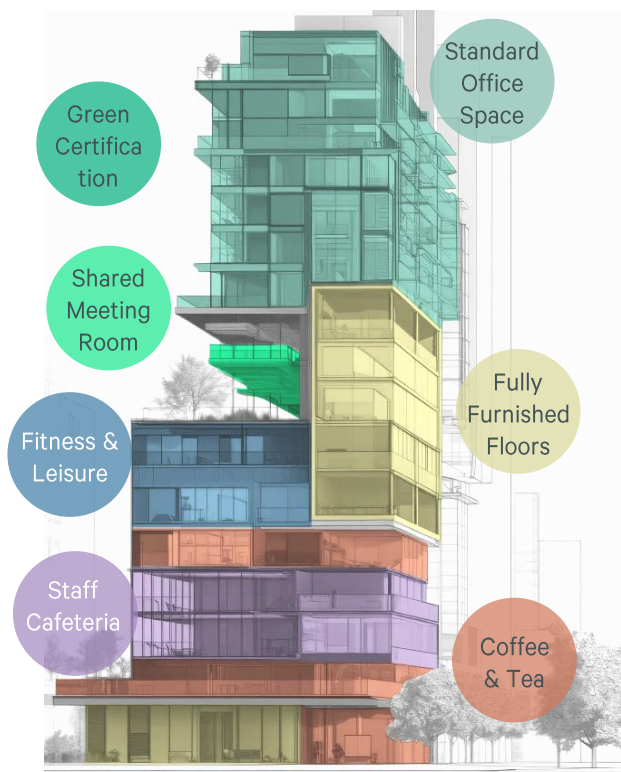 Standard
Office
Space
Green
Certifica
tion
Shared
Meeting
Room
Fully
Furnished
Floors
Fitness &
Leisure
Staff
Cafeteria
Coffee
& Tea